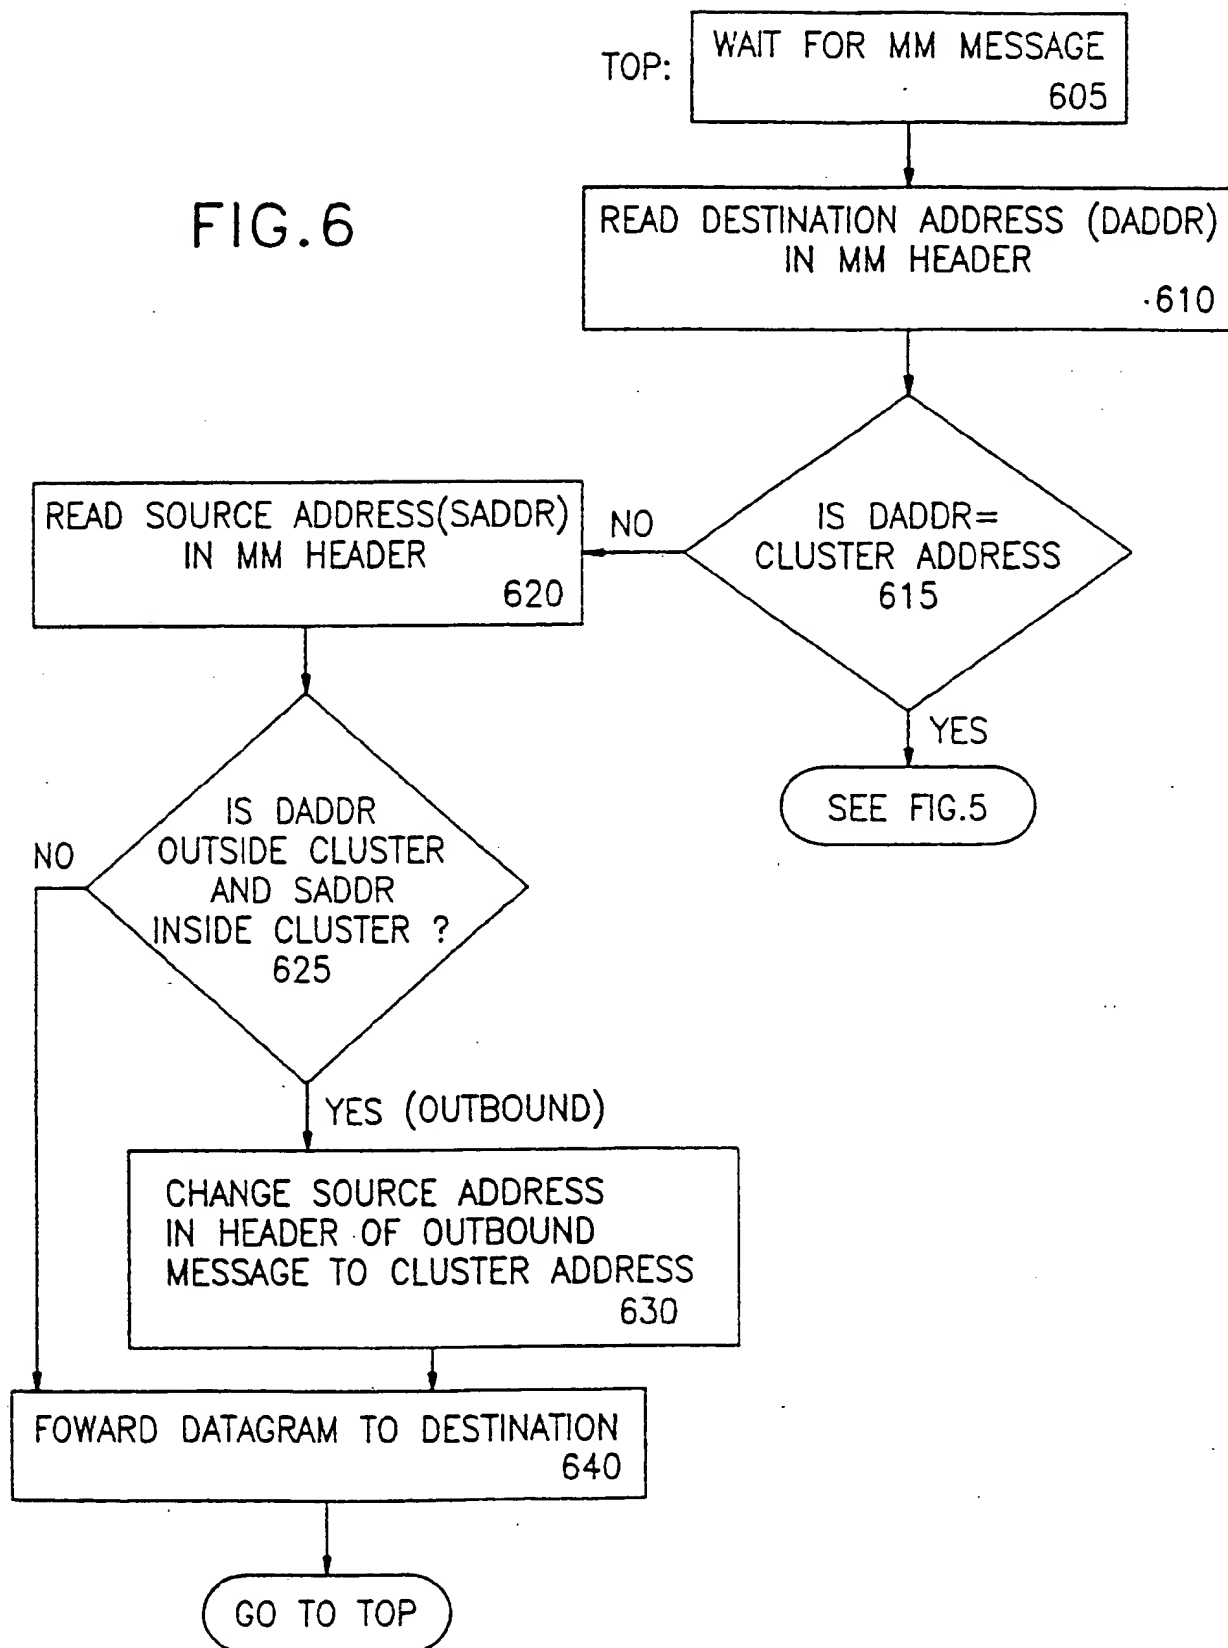 TOP:
WAIT FOR MM MESSAGE
605
FIG.6
READ DESTINATION ADDRESS (DADDR)
IN MM HEADER
610
IS DADDR=
CLUSTER ADDRESS
615
NO
READ SOURCE ADDRESS(SADDR)
IN MM HEADER
620
YES
SEE FIG.5
IS DADDR
OUTSIDE CLUSTER
AND SADDR
INSIDE CLUSTER ?
625
NO
YES (OUTBOUND)
CHANGE SOURCE ADDRESS
IN HEADER OF OUTBOUND
MESSAGE TO CLUSTER ADDRESS
630
FOWARD DATAGRAM TO DESTINATION
640
GO TO TOP